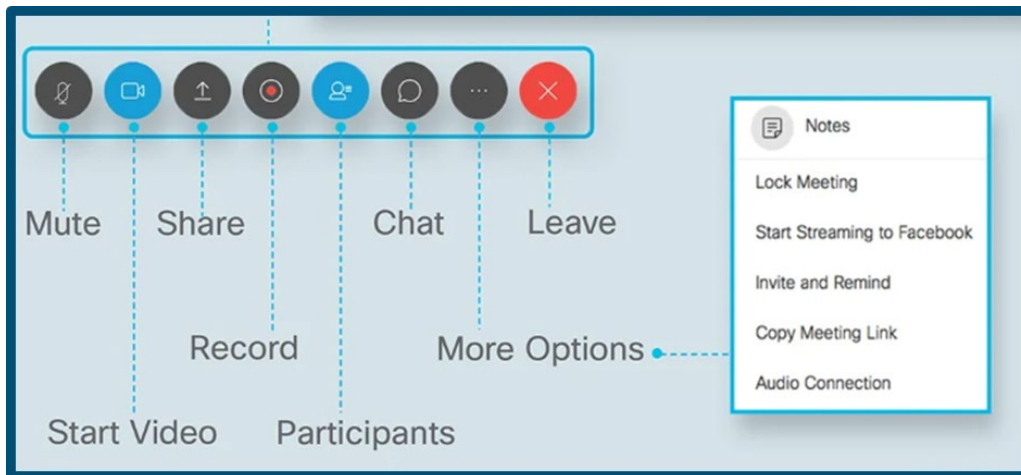 Mute
Share
Chat
Leave
Record
More Options
Start Video
Participants
Notes
Lock Meeting
Start Streaming to Facebook
Invite and Remind
Copy Meeting Link
Audio Connection